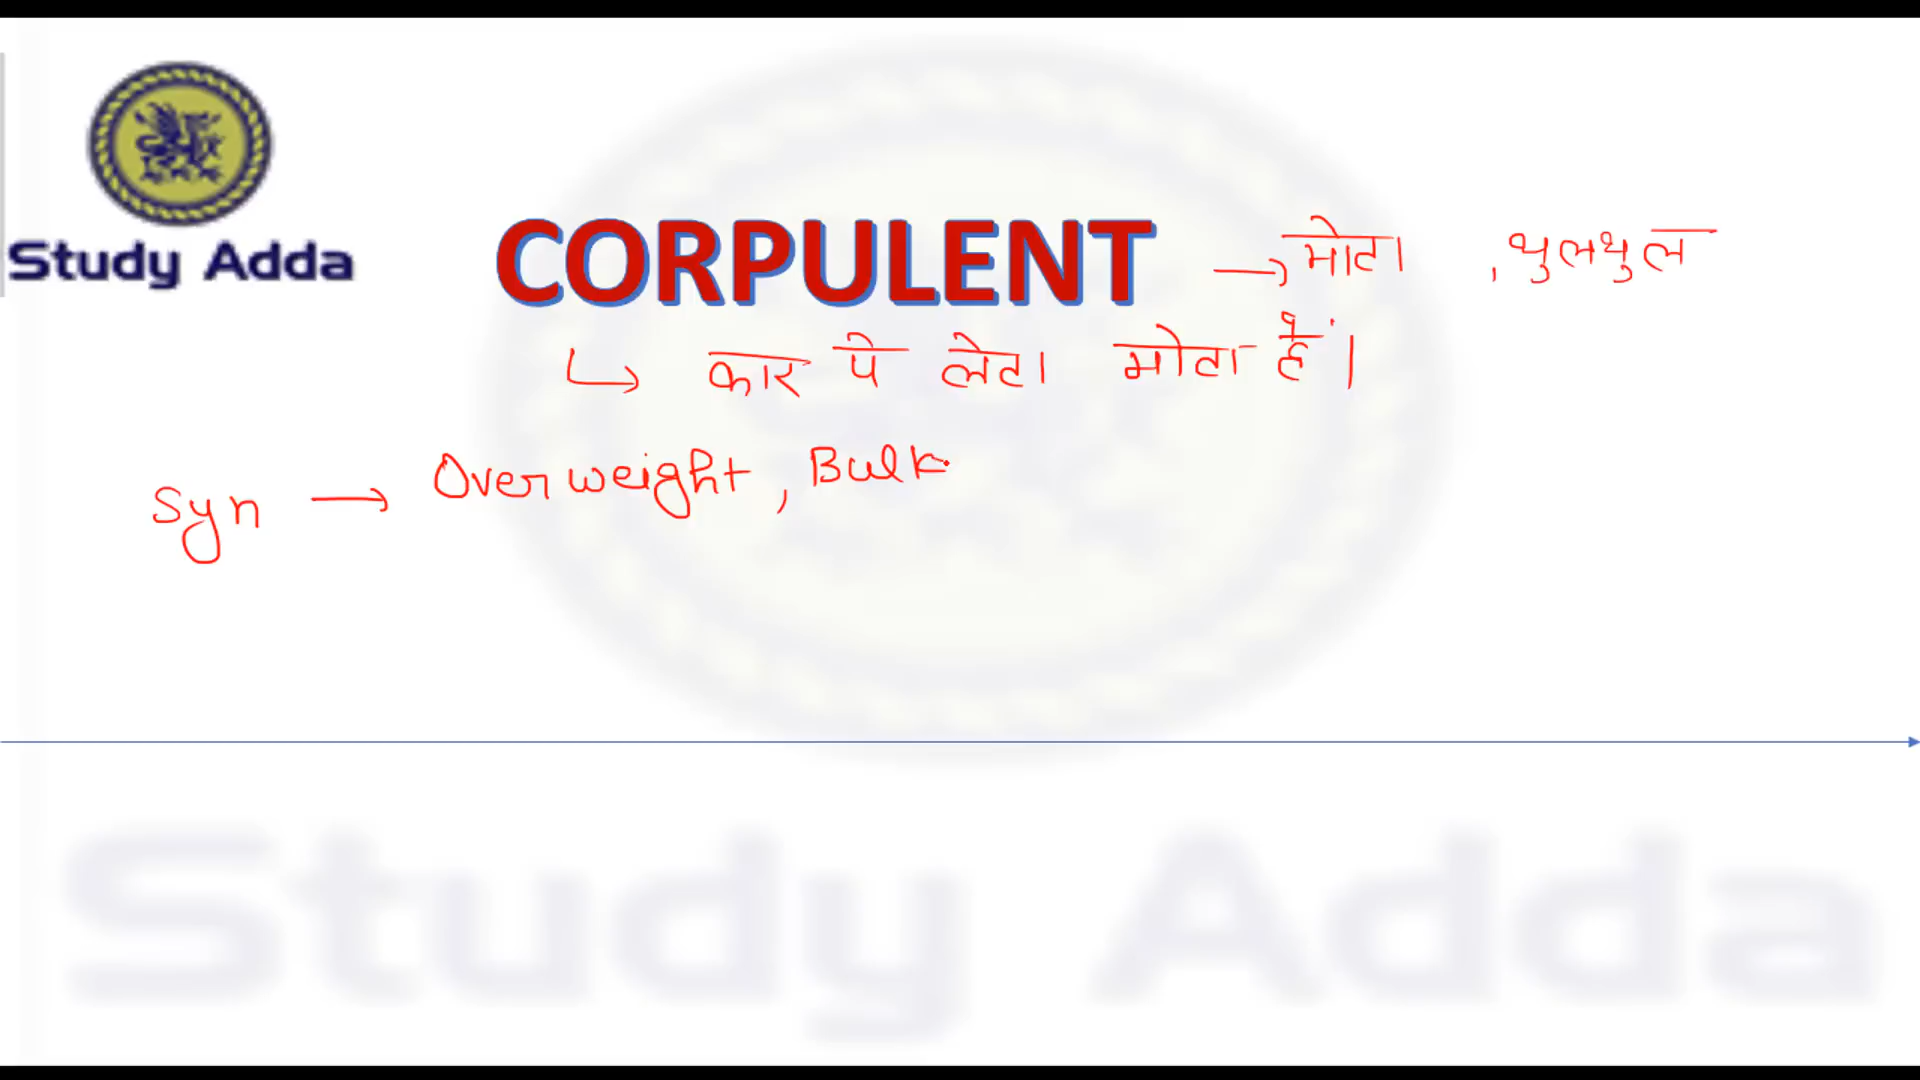 Study Adda
CORPULENT → मोटा , थुलथुल
↳ कार पे लेटा मोटा है।
Syn → Overweight, Bulk
Study Adda